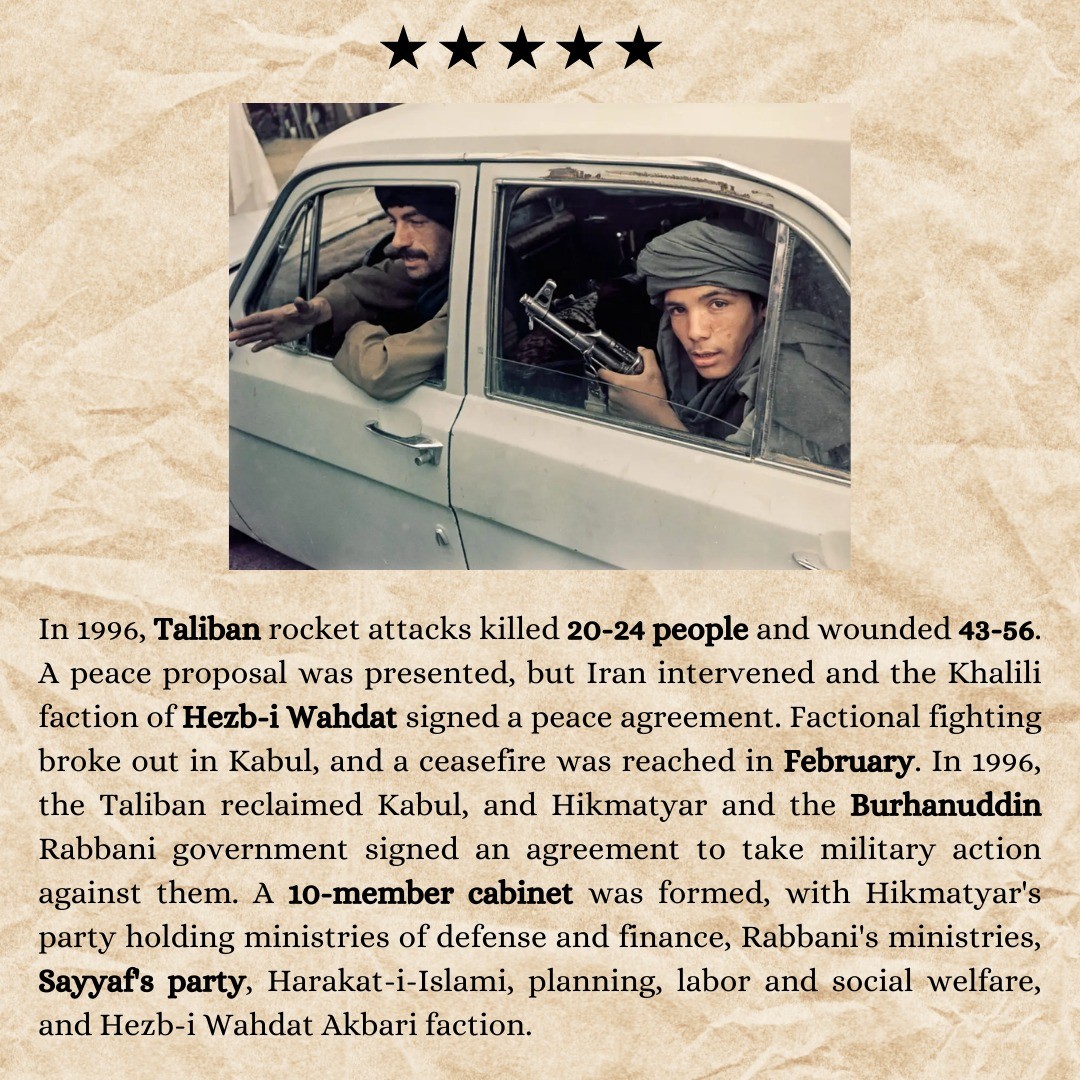 In 1996, Taliban rocket attacks killed 20-24 people and wounded 43-56.
A peace proposal was presented, but Iran intervened and the Khalili
faction of Hezb-i Wahdat signed a peace agreement. Factional fighting
broke out in Kabul, and a ceasefire was reached in February. In 1996,
the Taliban reclaimed Kabul, and Hikmatyar and the Burhanuddin
Rabbani government signed an agreement to take military action
against them. A 10-member cabinet was formed, with Hikmatyar's
party holding ministries of defense and finance, Rabbani's ministries,
Sayyaf's party, Harakat-i-Islami, planning, labor and social welfare,
and Hezb-i Wahdat Akbari faction.